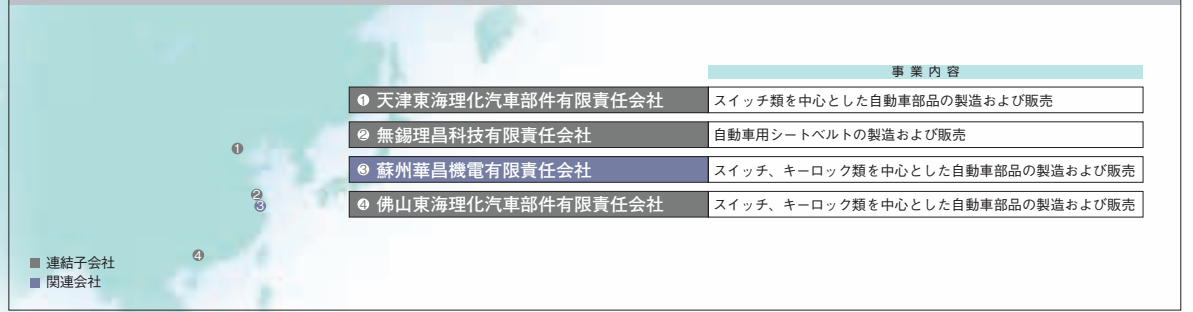 事業内容
❶ 天津東海理化汽車部件有限責任会社 スイッチ類を中心とした自動車部品の製造および販売
❷ 無錫理昌科技有限責任会社 自動車用シートベルトの製造および販売
❸ 蘇州華昌機電有限責任会社 スイッチ、キーロック類を中心とした自動車部品の製造および販売
❹ 佛山東海理化汽車部件有限責任会社 スイッチ、キーロック類を中心とした自動車部品の製造および販売
❶
❷
❸
❹
■ 連結子会社
■ 関連会社